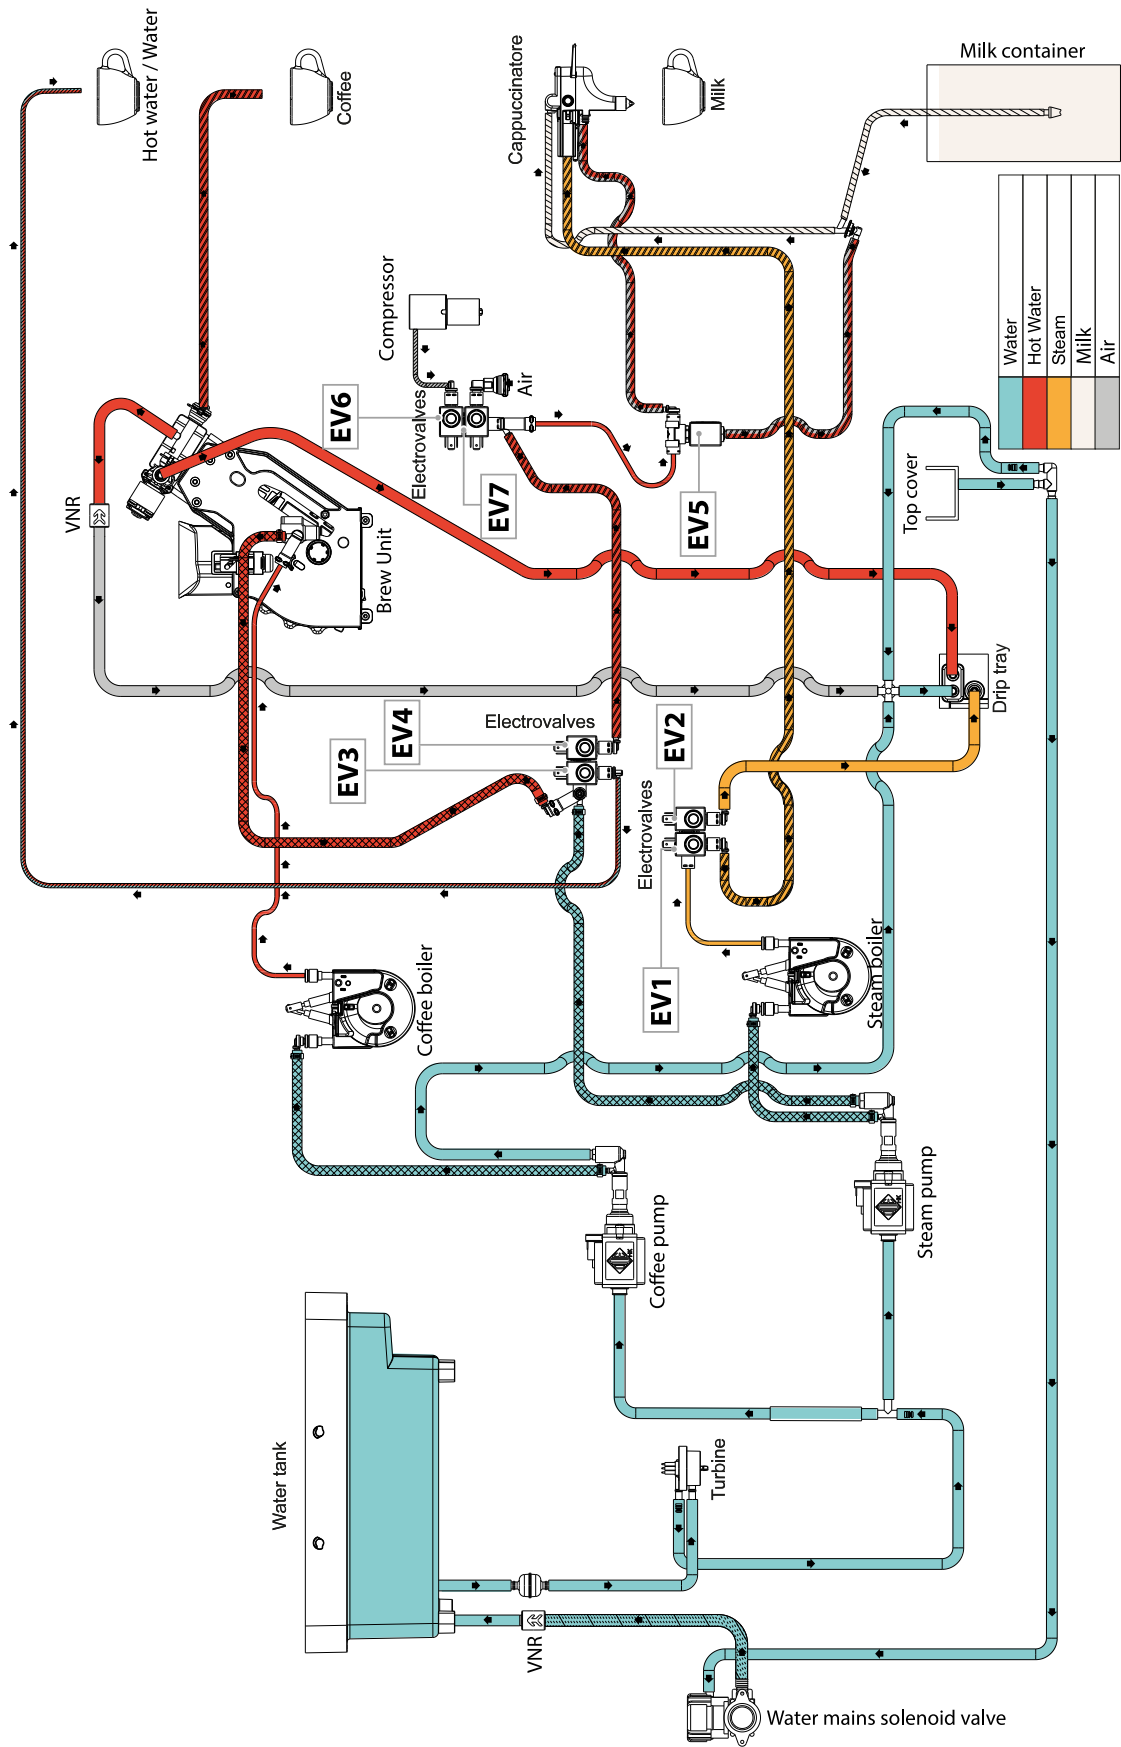 Hot water / Water
Coffee
Cappuccinatore
Milk
Milk container
Water
Hot Water
Steam
Milk
Air
Compressor
Air
VNR
EV6
Electrovalves
EV7
EV5
Top cover
Brew Unit
Drip tray
EV3
EV4
Electrovalves
EV2
Electrovalves
EV1
Coffee boiler
Steam boiler
Coffee pump
Steam pump
Water tank
Turbine
VNR
Water mains solenoid valve